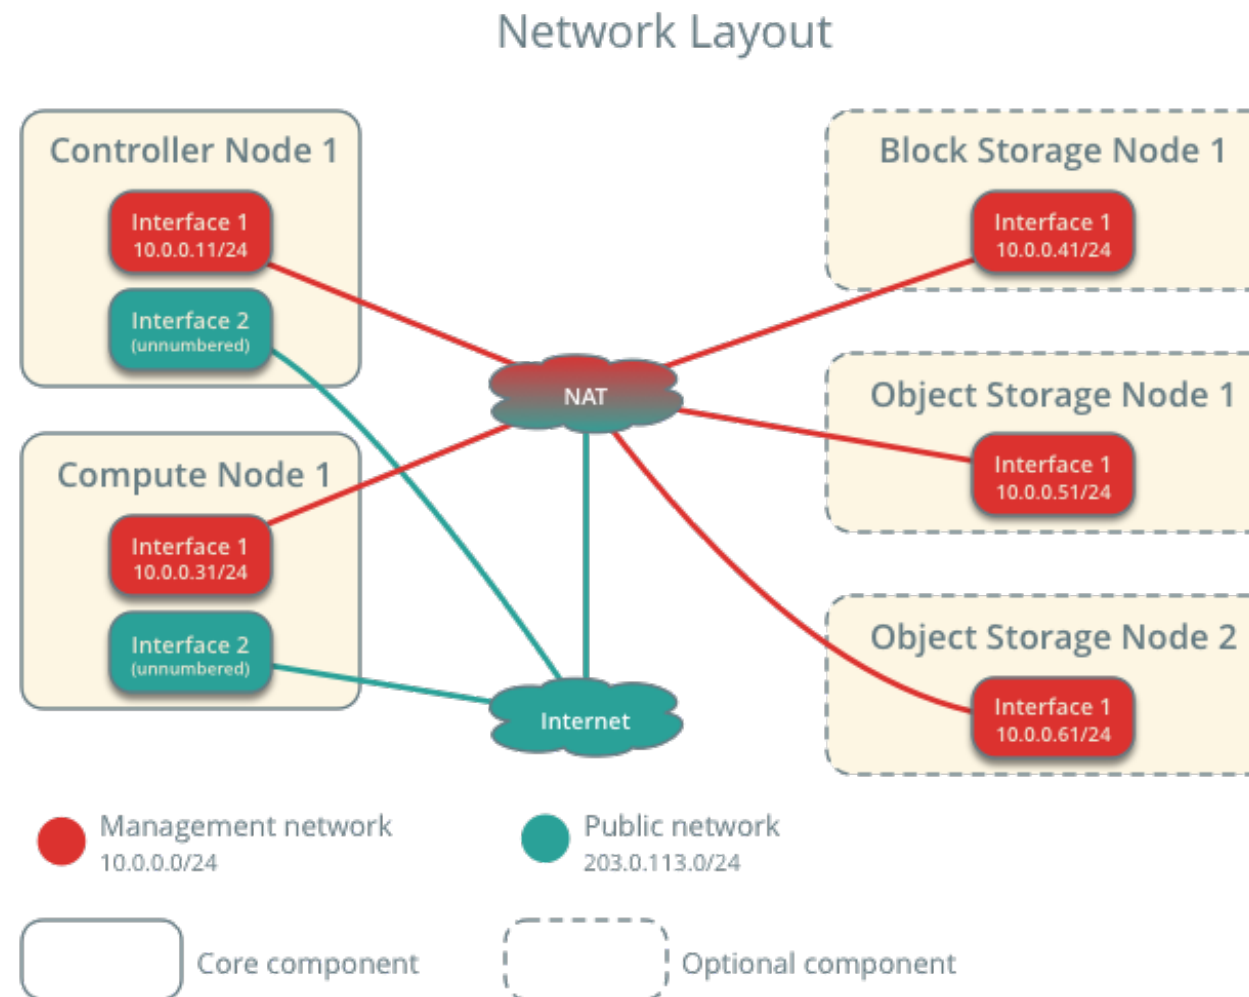 Network Layout
Controller Node 1
Interface 1
10.0.0.11/24
Interface 2
(unnumbered)
Compute Node 1
Interface 1
10.0.0.31/24
Interface 2
(unnumbered)
NAT
Internet
Block Storage Node 1
Interface 1
10.0.0.41/24
Object Storage Node 1
Interface 1
10.0.0.51/24
Object Storage Node 2
Interface 1
10.0.0.61/24
Management network
10.0.0.0/24
Public network
203.0.113.0/24
Core component
Optional component